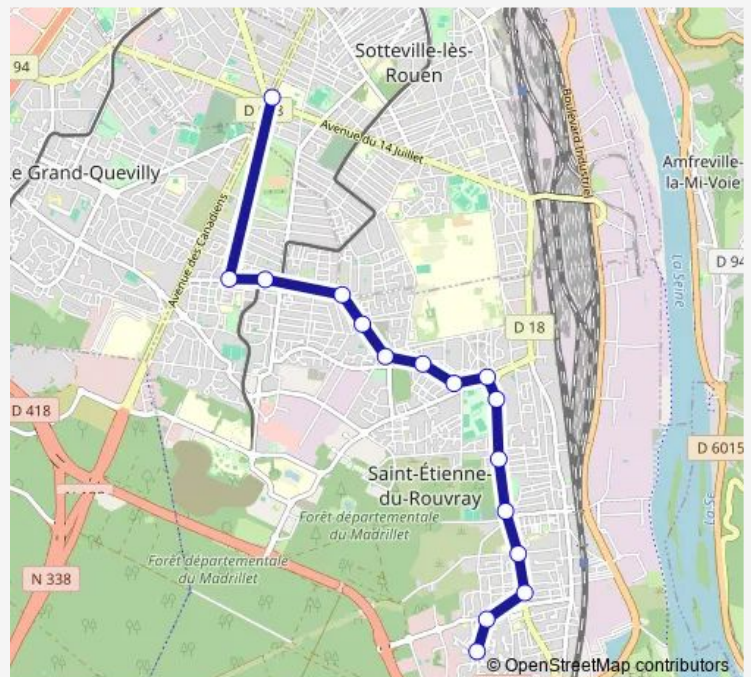 94
Sotteville-lès-
Rouen
D
3
Avenue du 14 Juillet
Boulevard Industriel
Amfreville-
la-Mi-Voie
e Grand-Quevilly
Avenue des Canadiens
La Seine
D 94
D 18
D 418
D 6015
Saint-Étienne-
du-Rouvray
Forêt départementale
du Madrillet
La Se
Forêt départementale
du Madrillet
N 338
© OpenStreetMap contributors